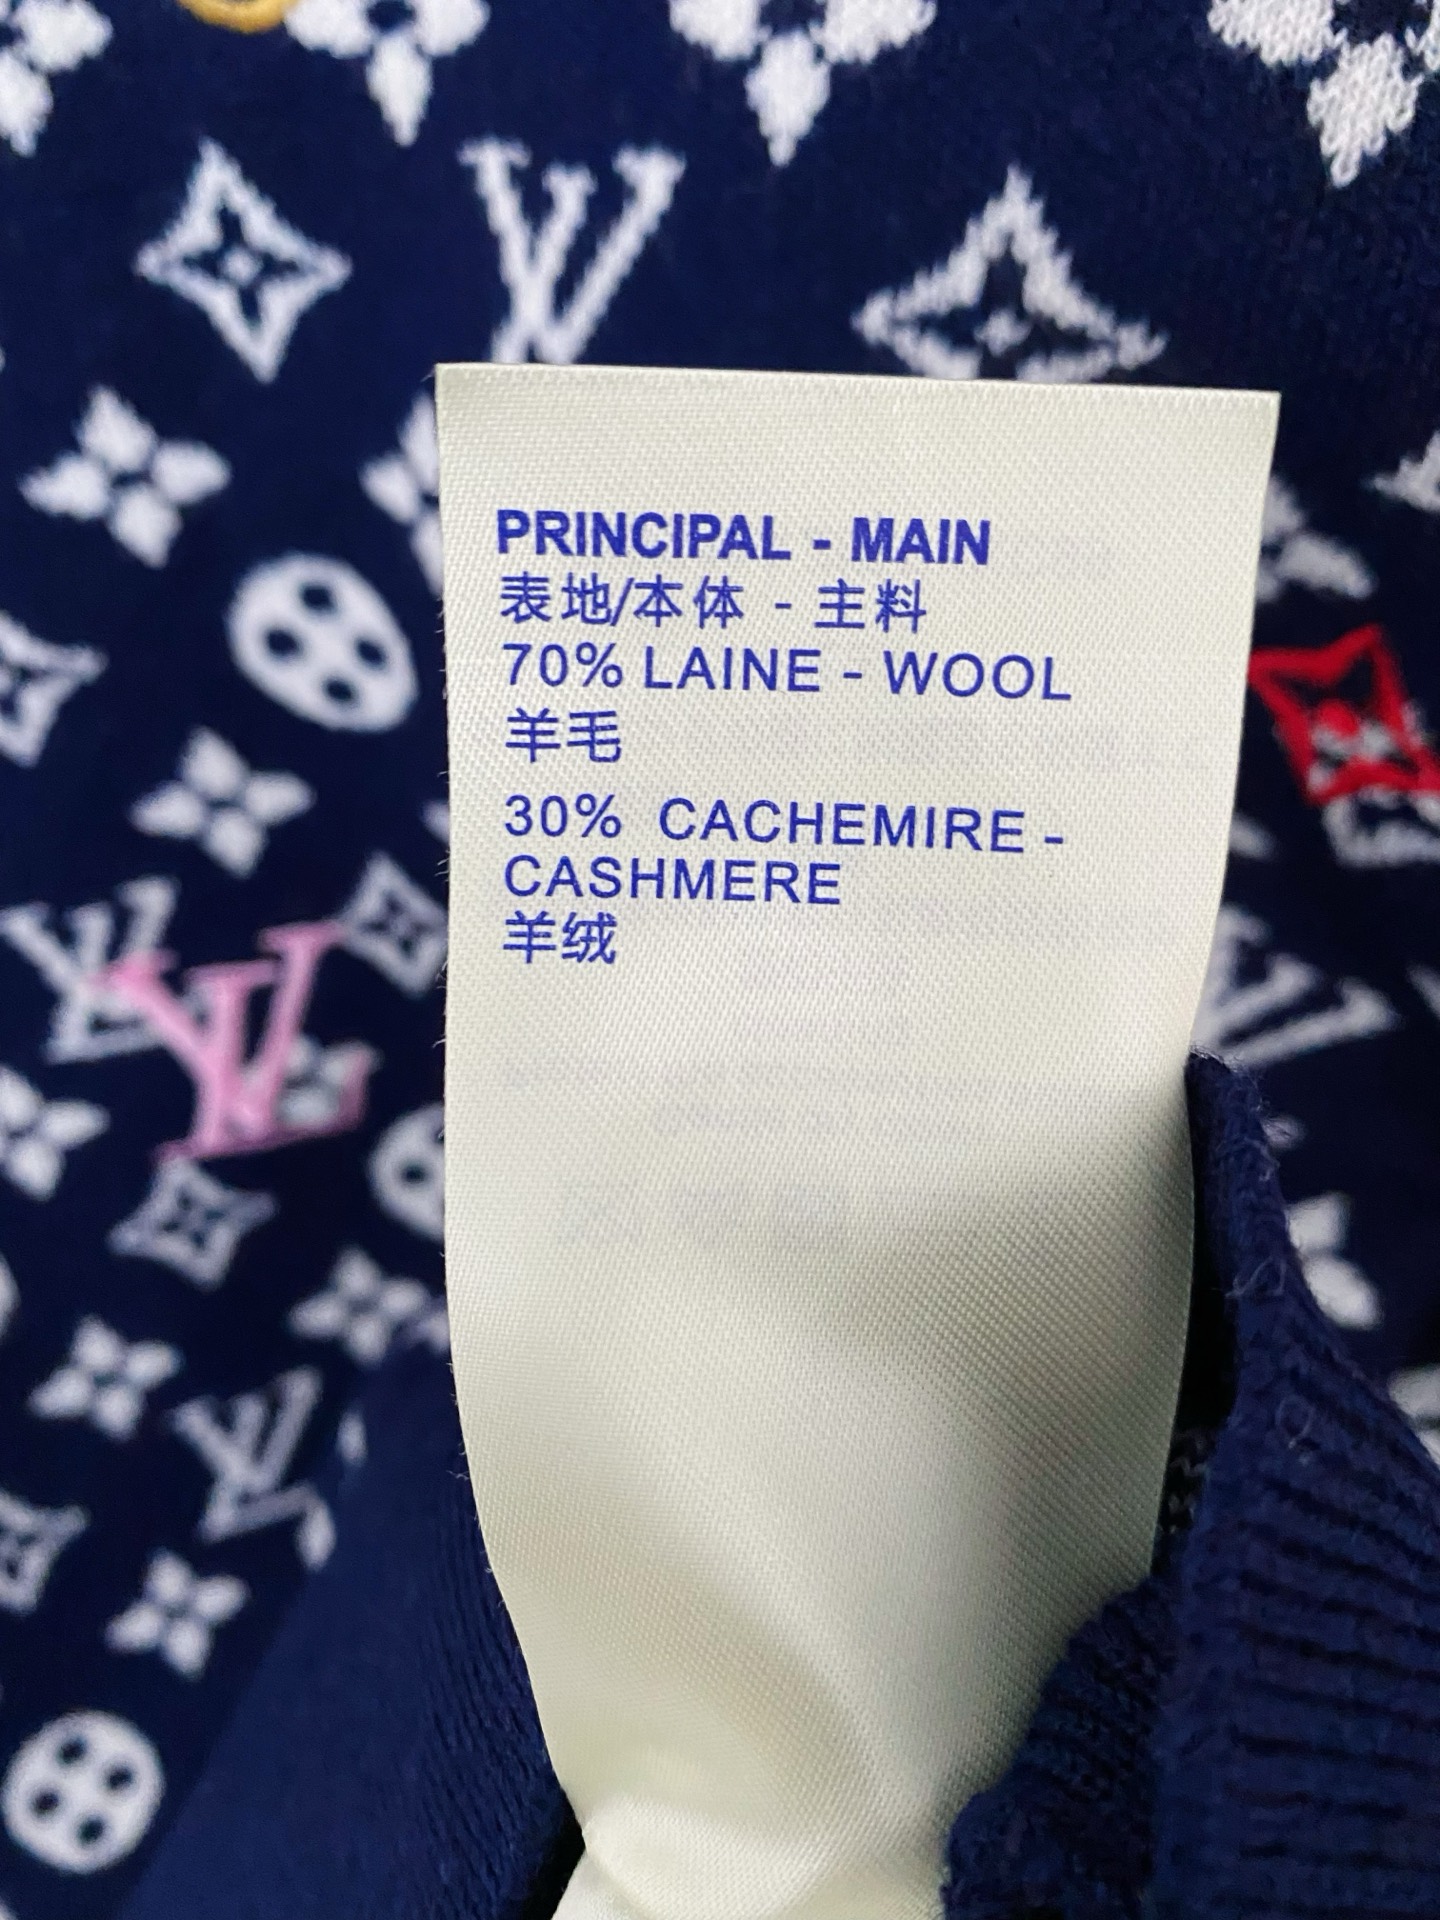 PRINCIPAL - MAIN
表地/本体 - 主料
70% LAINE - WOOL
羊毛
30% CACHEMIRE -
CASHMERE
羊绒